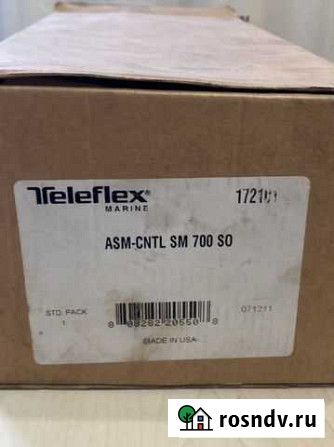 Teleflex®
MARINE
ASM-CNTL SM 700 SO
STD. PACK
1
071211
MADE IN USA
rosndv.ru